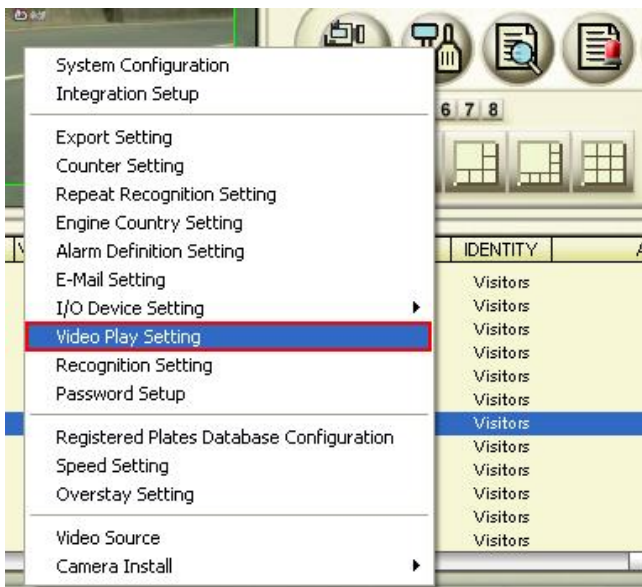 System Configuration
Integration Setup
Export Setting
Counter Setting
Repeat Recognition Setting
Engine Country Setting
Alarm Definition Setting
E-Mail Setting
I/O Device Setting
Video Play Setting
Recognition Setting
Password Setup
Registered Plates Database Configuration
Speed Setting
Overstay Setting
Video Source
Camera Install
6 7 8
IDENTITY
Visitors
Visitors
Visitors
Visitors
Visitors
Visitors
Visitors
Visitors
Visitors
Visitors
Visitors
Visitors